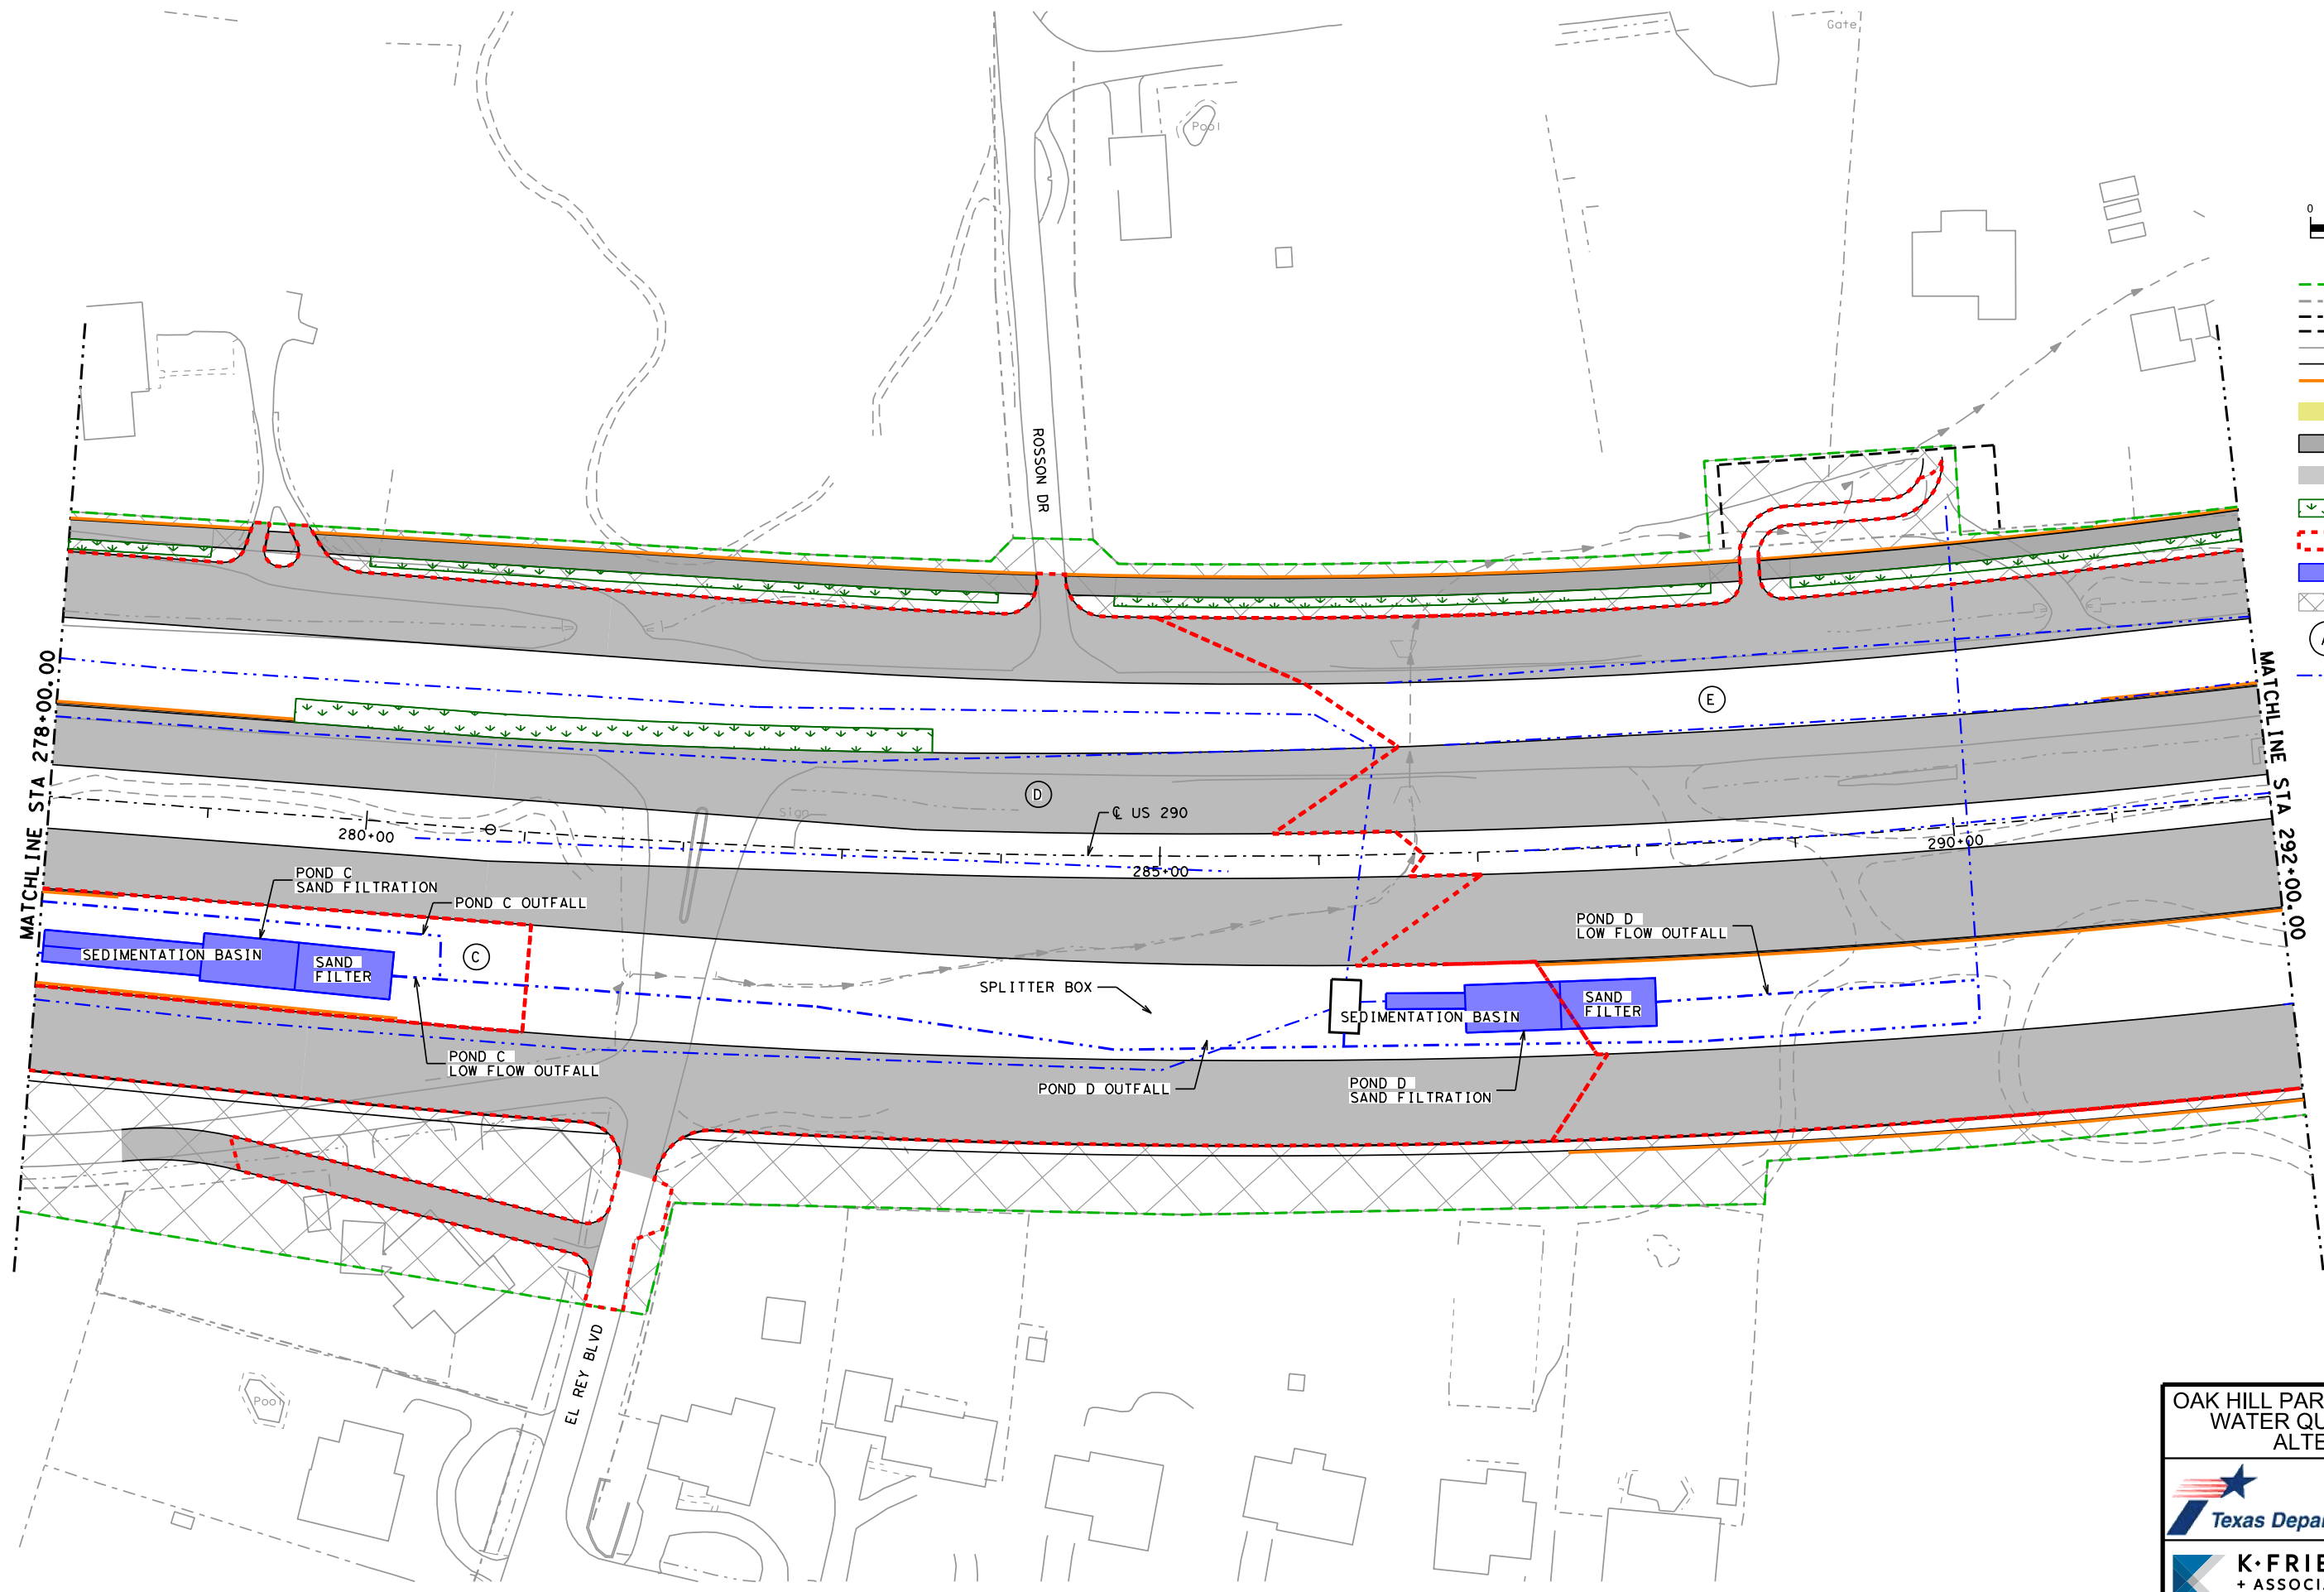 Gate
Pool
0
ROSSON DR
MATCHLINE STA 278+00.00
MATCHLINE STA 292+00.00
E
D
Sign
℄ US 290
280+00
285+00
290+00
POND C
SAND FILTRATION
POND C OUTFALL
SEDIMENTATION BASIN
SAND
FILTER
C
POND D
LOW FLOW OUTFALL
SPLITTER BOX
SEDIMENTATION BASIN
SAND
FILTER
POND C
LOW FLOW OUTFALL
POND D OUTFALL
POND D
SAND FILTRATION
EL REY BLVD
Pool
OAK HILL PAR
WATER QU
ALTE
Texas Depar
K·FRIE
+ ASSOCI